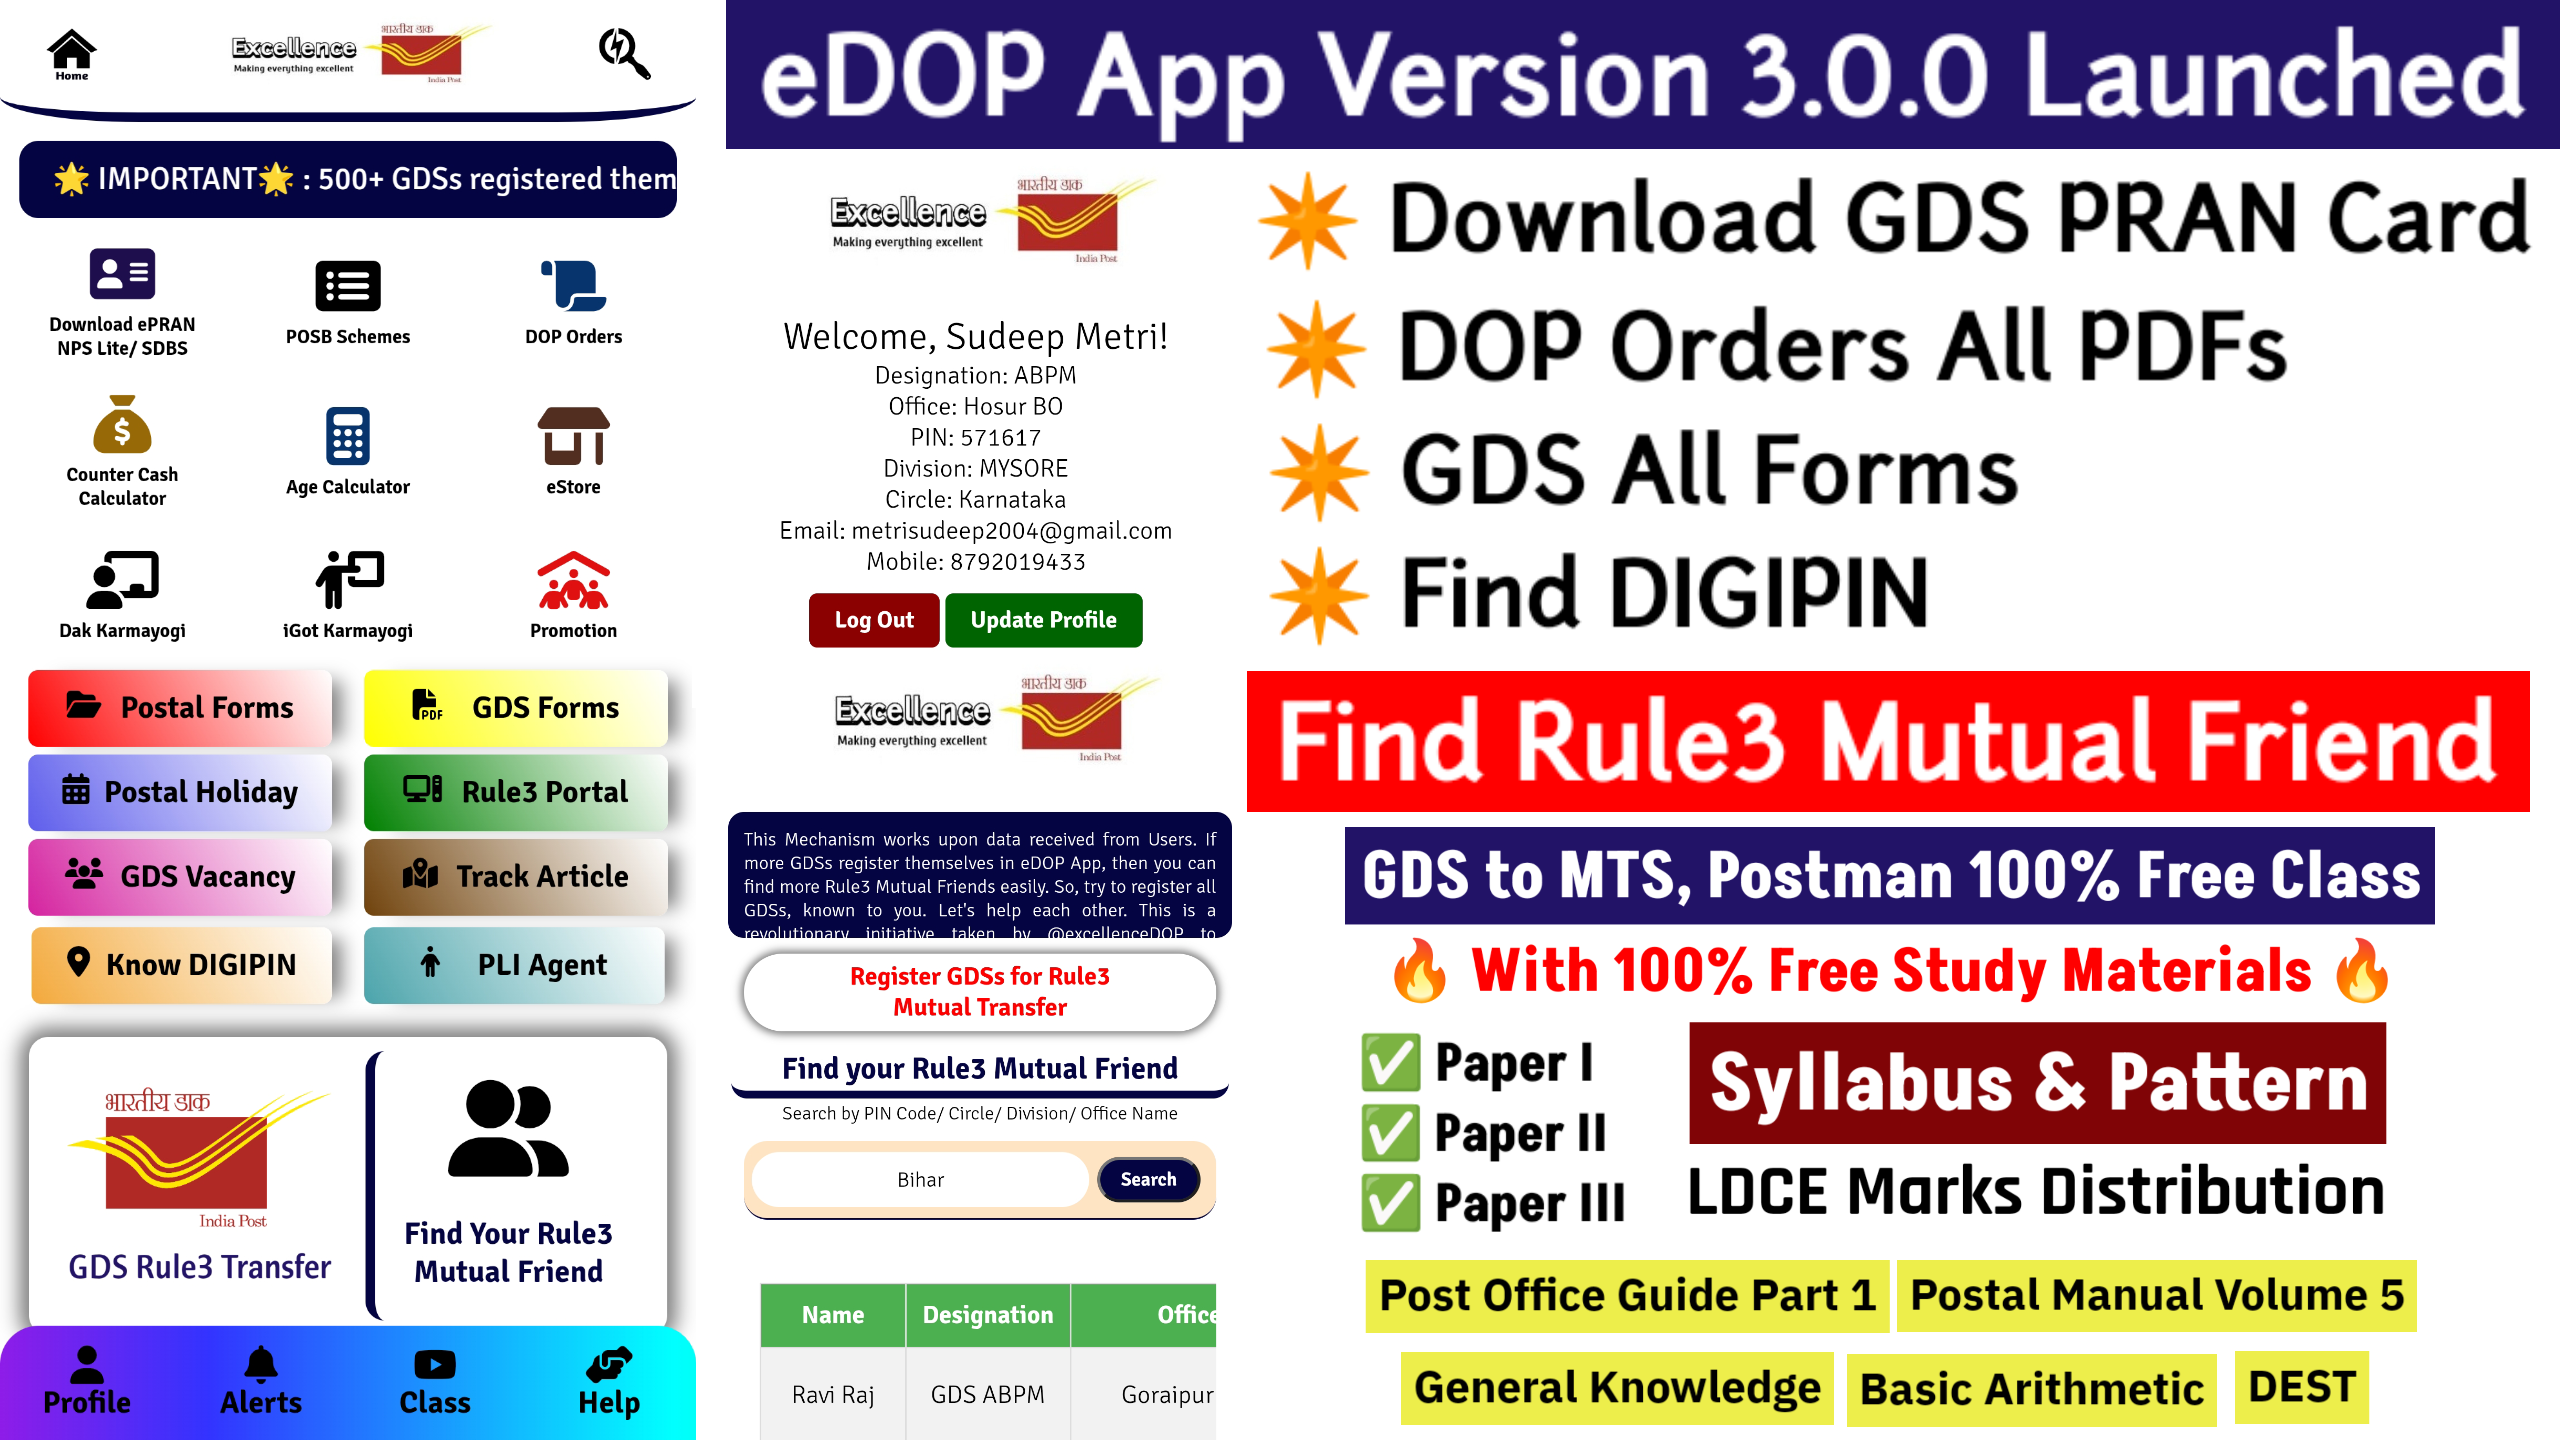 Home
Excellence
Making everything excellent
भारतीय डाक
India Post
🌟 IMPORTANT🌟 : 500+ GDSs registered them
Download ePRAN
NPS Lite/ SDBS
POSB Schemes
DOP Orders
Counter Cash
Calculator
Age Calculator
eStore
Dak Karmayogi
iGot Karmayogi
Promotion
Postal Forms
PDF
GDS Forms
Postal Holiday
Rule3 Portal
GDS Vacancy
Track Article
Know DIGIPIN
PLI Agent
भारतीय डाक
India Post
GDS Rule3 Transfer
Find Your Rule3
Mutual Friend
Profile
Alerts
Class
Help
Excellence
Making everything excellent
भारतीय डाक
India Post
Welcome, Sudeep Metri!
Designation: ABPM
Office: Hosur BO
PIN: 571617
Division: MYSORE
Circle: Karnataka
Email: metrisudeep2004@gmail.com
Mobile: 8792019433
Log Out
Update Profile
Excellence
Making everything excellent
भारतीय डाक
India Post
This Mechanism works upon data received from Users. If
more GDSs register themselves in eDOP App, then you can
find more Rule3 Mutual Friends easily. So, try to register all
GDSs, known to you. Let's help each other. This is a
revolutionary initiative taken by @excellenceDOP to
Register GDSs for Rule3
Mutual Transfer
Find your Rule3 Mutual Friend
Search by PIN Code/ Circle/ Division/ Office Name
Bihar
Search
Name Designation Office
Ravi Raj GDS ABPM Goraipur
eDOP App Version 3.0.0 Launched
Download GDS PRAN Card
DOP Orders All PDFs
GDS All Forms
Find DIGIPIN
Find Rule3 Mutual Friend
GDS to MTS, Postman 100% Free Class
🔥 With 100% Free Study Materials 🔥
✅ Paper I
✅ Paper II
✅ Paper III
Syllabus & Pattern
LDCE Marks Distribution
Post Office Guide Part 1
Postal Manual Volume 5
General Knowledge
Basic Arithmetic
DEST